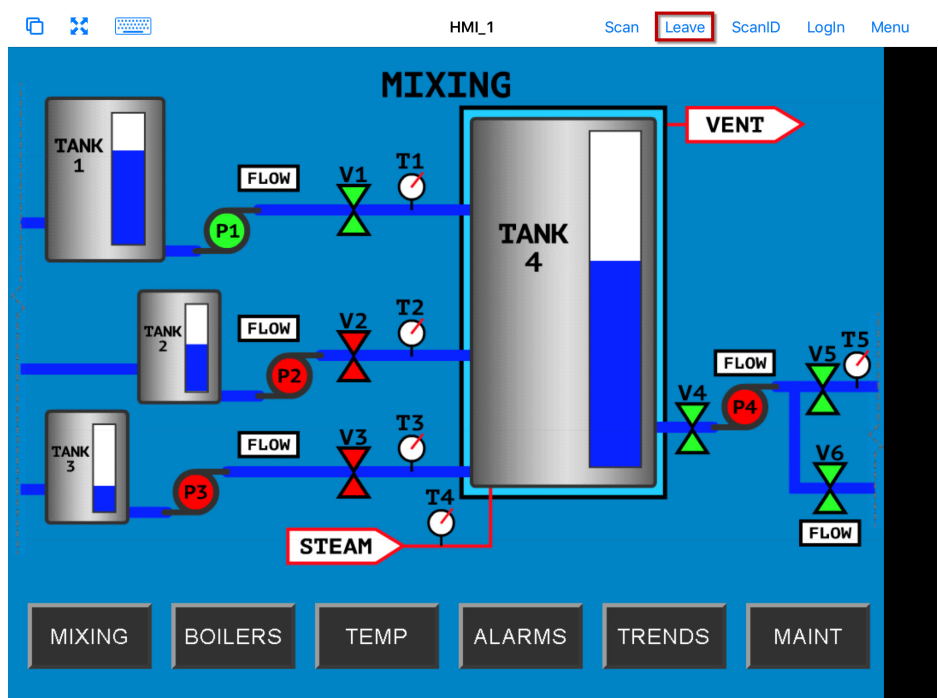 HMI_1
Scan
Leave
ScanID
LogIn
Menu
MIXING
TANK
1
FLOW
P1
V1
T1
VENT
TANK
2
FLOW
P2
V2
T2
TANK
4
TANK
3
FLOW
P3
V3
T3
T4
STEAM
V4
FLOW
P4
V5
T5
V6
FLOW
MIXING
BOILERS
TEMP
ALARMS
TRENDS
MAINT